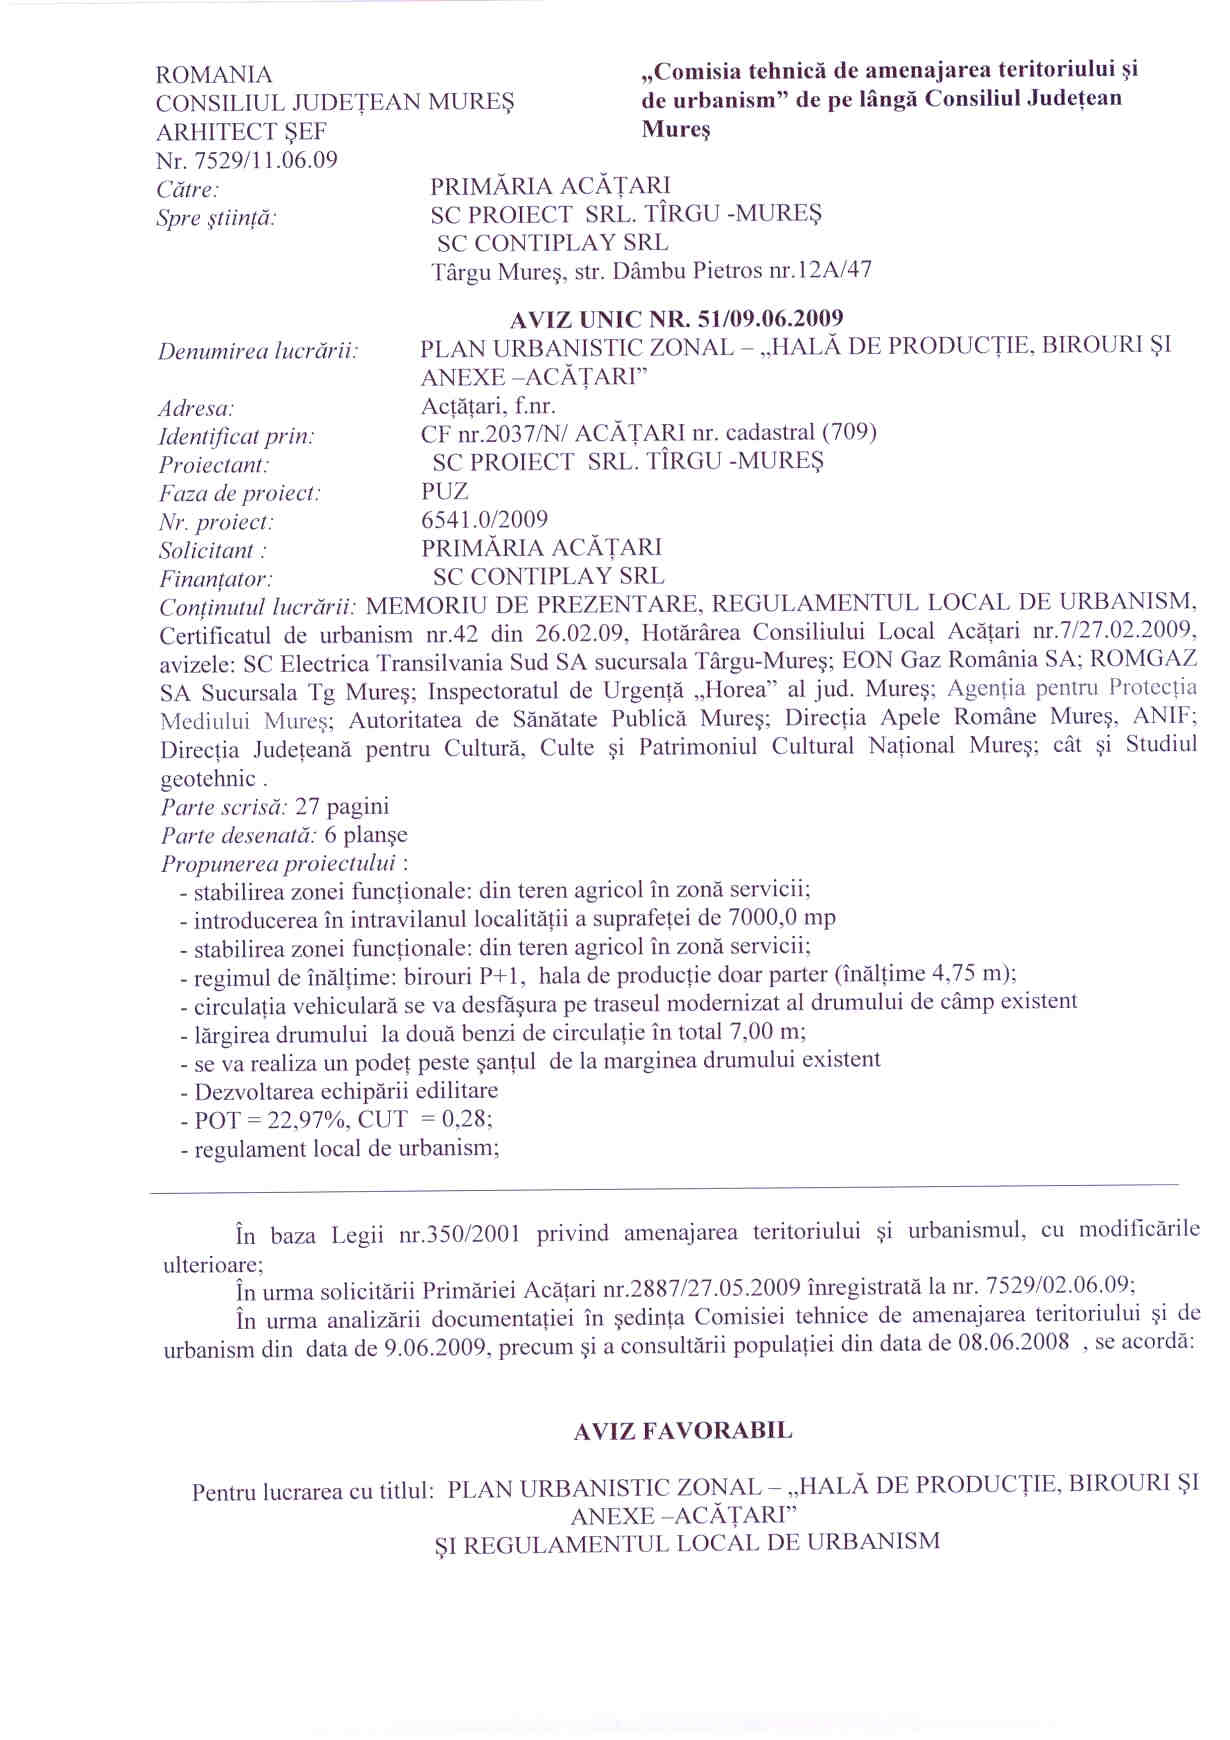 ROMANIA
CONSILIUL JUDEŢEAN MUREŞ
ARHITECT ŞEF
Nr. 7529/11.06.09
„Comisia tehnică de amenajarea teritoriului şi
de urbanism” de pe lângă Consiliul Judeţean
Mureş
Către: PRIMĂRIA ACĂŢARI
Spre ştiinţă: SC PROIECT SRL. TÎRGU -MUREŞ
SC CONTIPLAY SRL
Târgu Mureş, str. Dâmbu Pietros nr.12A/47
AVIZ UNIC NR. 51/09.06.2009
Denumirea lucrării: PLAN URBANISTIC ZONAL – „HALĂ DE PRODUCŢIE, BIROURI ŞI
ANEXE –ACĂŢARI”
Adresa: Acţăţari, f.nr.
Identificat prin: CF nr.2037/N/ ACĂŢARI nr. cadastral (709)
Proiectant: SC PROIECT SRL. TÎRGU -MUREŞ
Faza de proiect: PUZ
Nr. proiect: 6541.0/2009
Solicitant : PRIMĂRIA ACĂŢARI
Finanţator: SC CONTIPLAY SRL
Conţinutul lucrării: MEMORIU DE PREZENTARE, REGULAMENTUL LOCAL DE URBANISM,
Certificatul de urbanism nr.42 din 26.02.09, Hotărârea Consiliului Local Acăţari nr.7/27.02.2009,
avizele: SC Electrica Transilvania Sud SA sucursala Târgu-Mureş; EON Gaz România SA; ROMGAZ
SA Sucursala Tg Mureş; Inspectoratul de Urgenţă „Horea” al jud. Mureş; Agenţia pentru Protecţia
Mediului Mureş; Autoritatea de Sănătate Publică Mureş; Direcţia Apele Române Mureş, ANIF;
Direcţia Judeţeană pentru Cultură, Culte şi Patrimoniul Cultural Naţional Mureş; cât şi Studiul
geotehnic .
Parte scrisă: 27 pagini
Parte desenată: 6 planşe
Propunerea proiectului :
- stabilirea zonei funcţionale: din teren agricol în zonă servicii;
- introducerea în intravilanul localităţii a suprafeţei de 7000,0 mp
- stabilirea zonei funcţionale: din teren agricol în zonă servicii;
- regimul de înălţime: birouri P+1, hala de producţie doar parter (înălţime 4,75 m);
- circulaţia vehiculară se va desfăşura pe traseul modernizat al drumului de câmp existent
- lărgirea drumului la două benzi de circulaţie în total 7,00 m;
- se va realiza un podeţ peste şanţul de la marginea drumului existent
- Dezvoltarea echipării edilitare
- POT = 22,97%, CUT = 0,28;
- regulament local de urbanism;
În baza Legii nr.350/2001 privind amenajarea teritoriului şi urbanismul, cu modificările
ulterioare;
În urma solicitării Primăriei Acăţari nr.2887/27.05.2009 înregistrată la nr. 7529/02.06.09;
În urma analizării documentaţiei în şedinţa Comisiei tehnice de amenajarea teritoriului şi de
urbanism din data de 9.06.2009, precum şi a consultării populaţiei din data de 08.06.2008 , se acordă:
AVIZ FAVORABIL
Pentru lucrarea cu titlul: PLAN URBANISTIC ZONAL – „HALĂ DE PRODUCŢIE, BIROURI ŞI
ANEXE –ACĂŢARI”
ŞI REGULAMENTUL LOCAL DE URBANISM